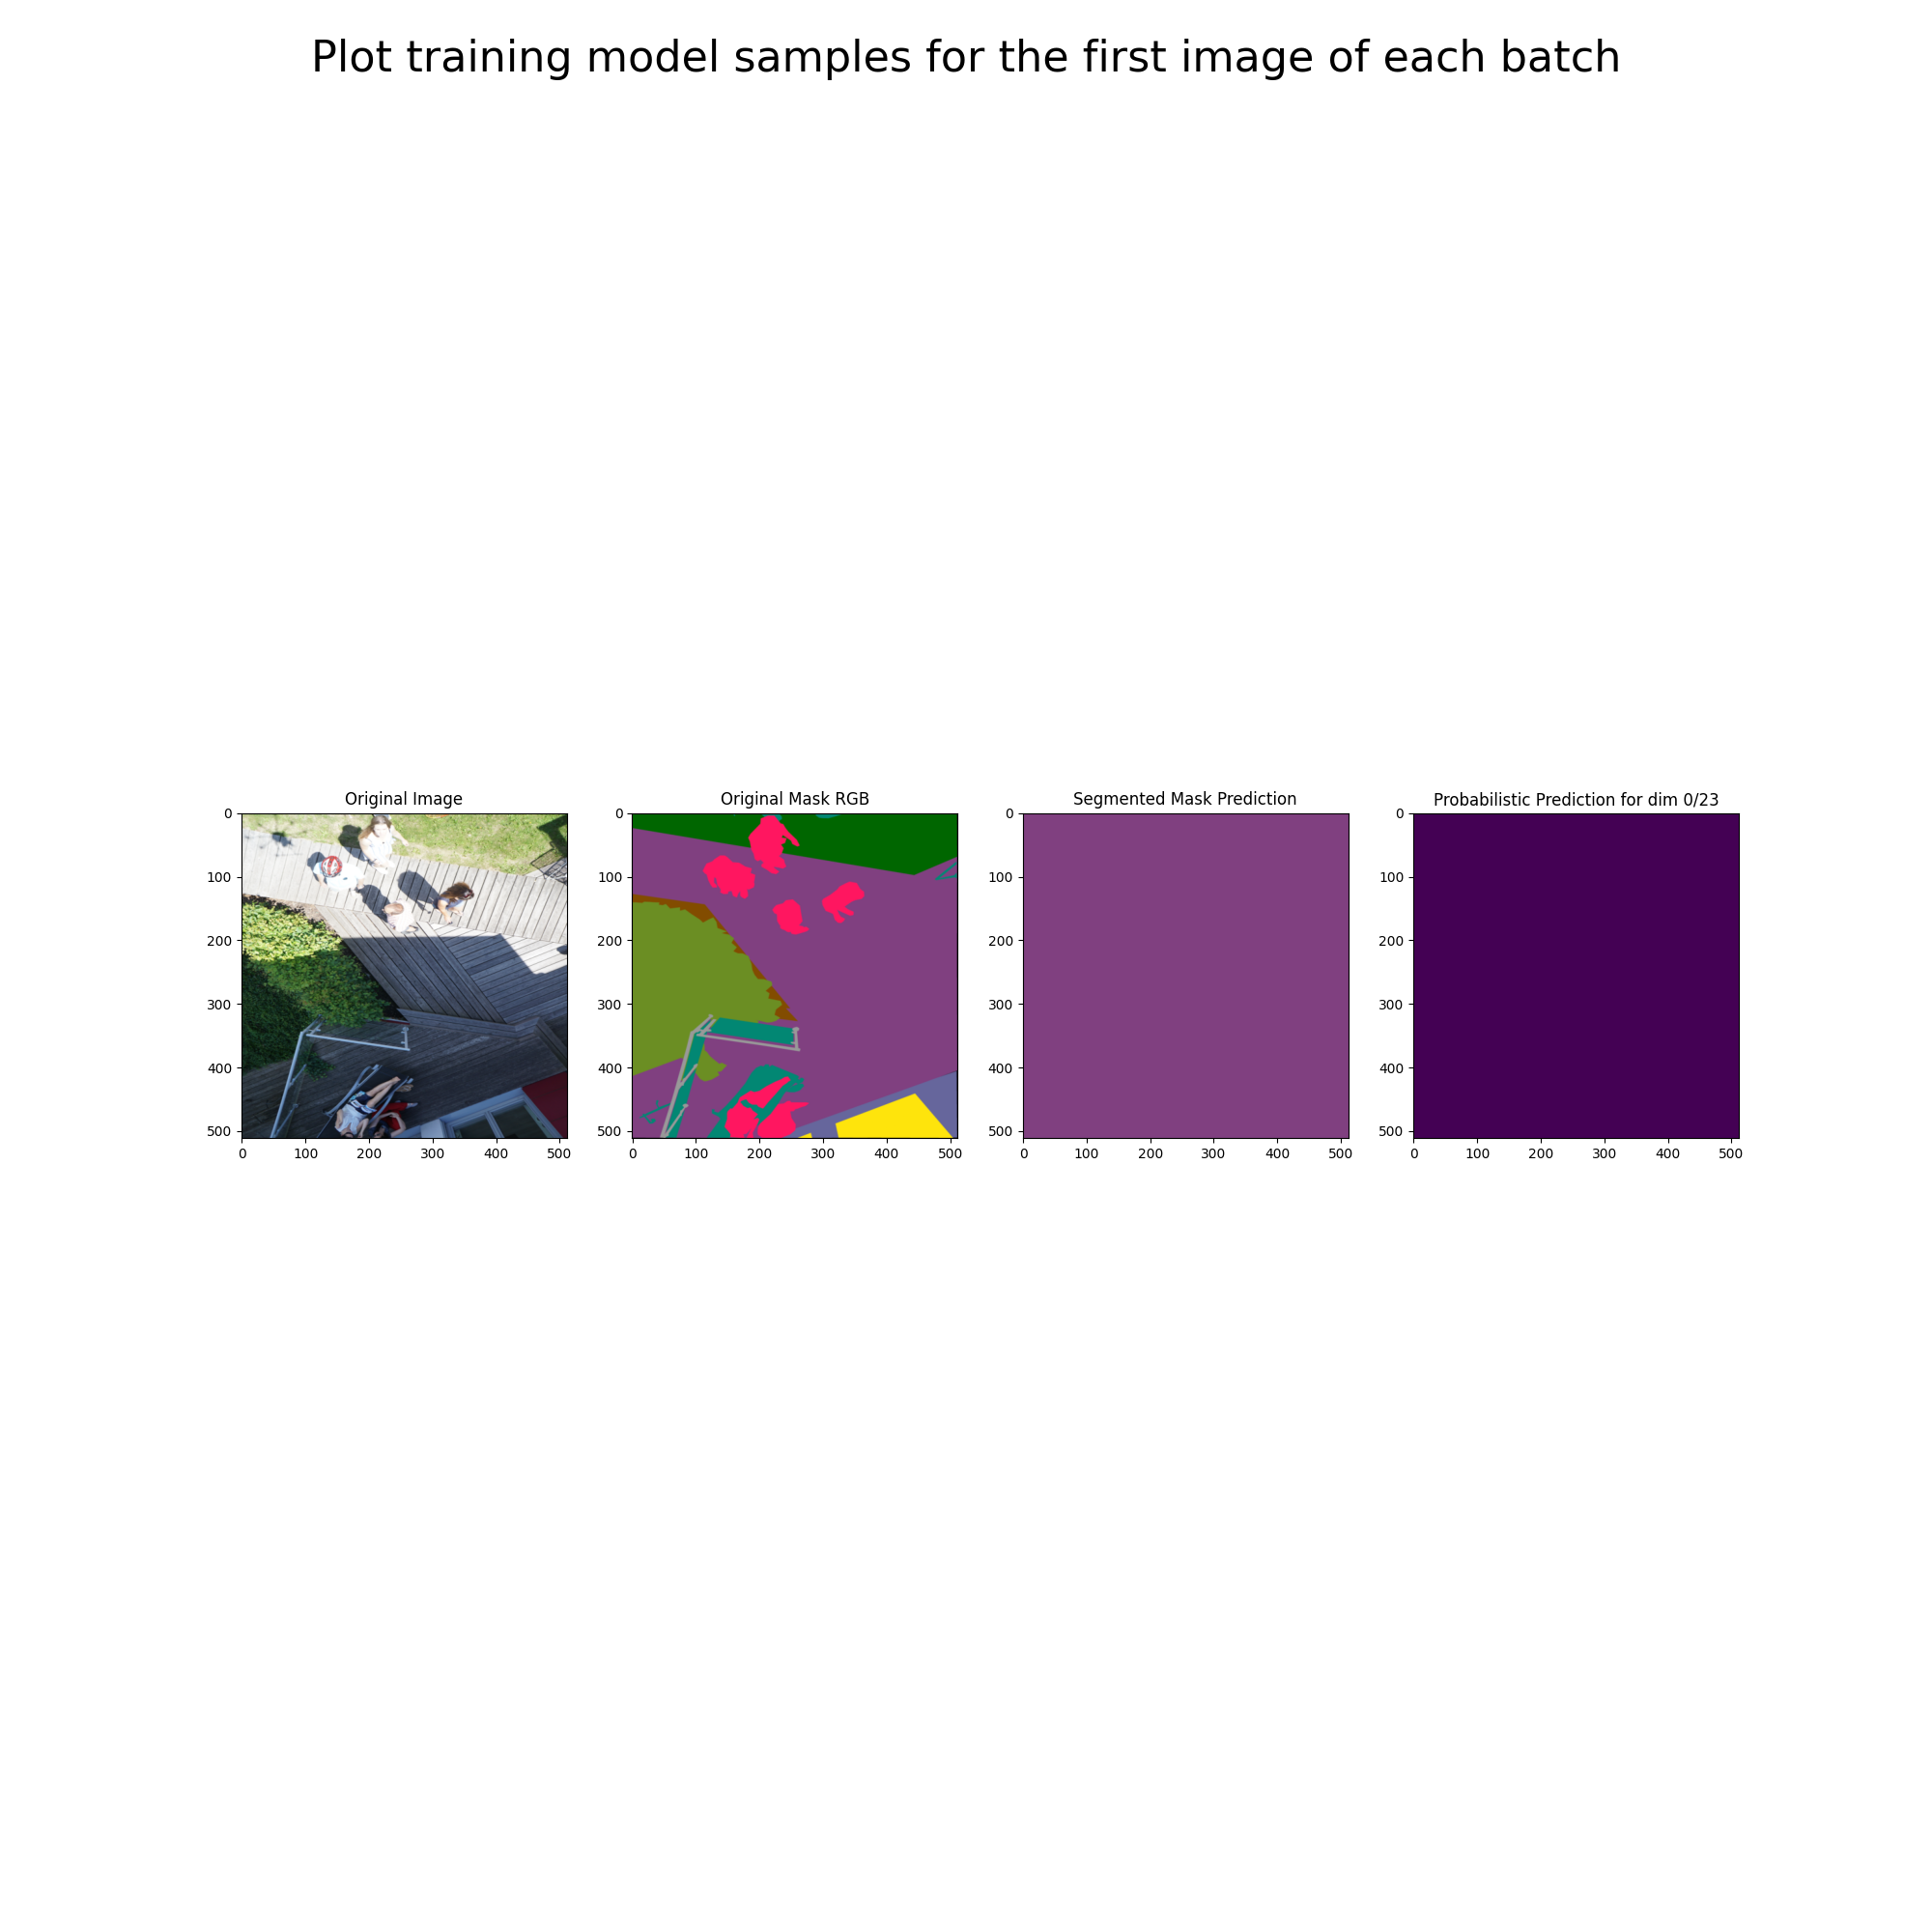 Plot training model samples for the first image of each batch
Original Image
Original Mask RGB
Segmented Mask Prediction
Probabilistic Prediction for dim 0/23
0
100
200
300
400
500
0 100 200 300 400 500
0
100
200
300
400
500
0 100 200 300 400 500
0
100
200
300
400
500
0 100 200 300 400 500
0
100
200
300
400
500
0 100 200 300 400 500